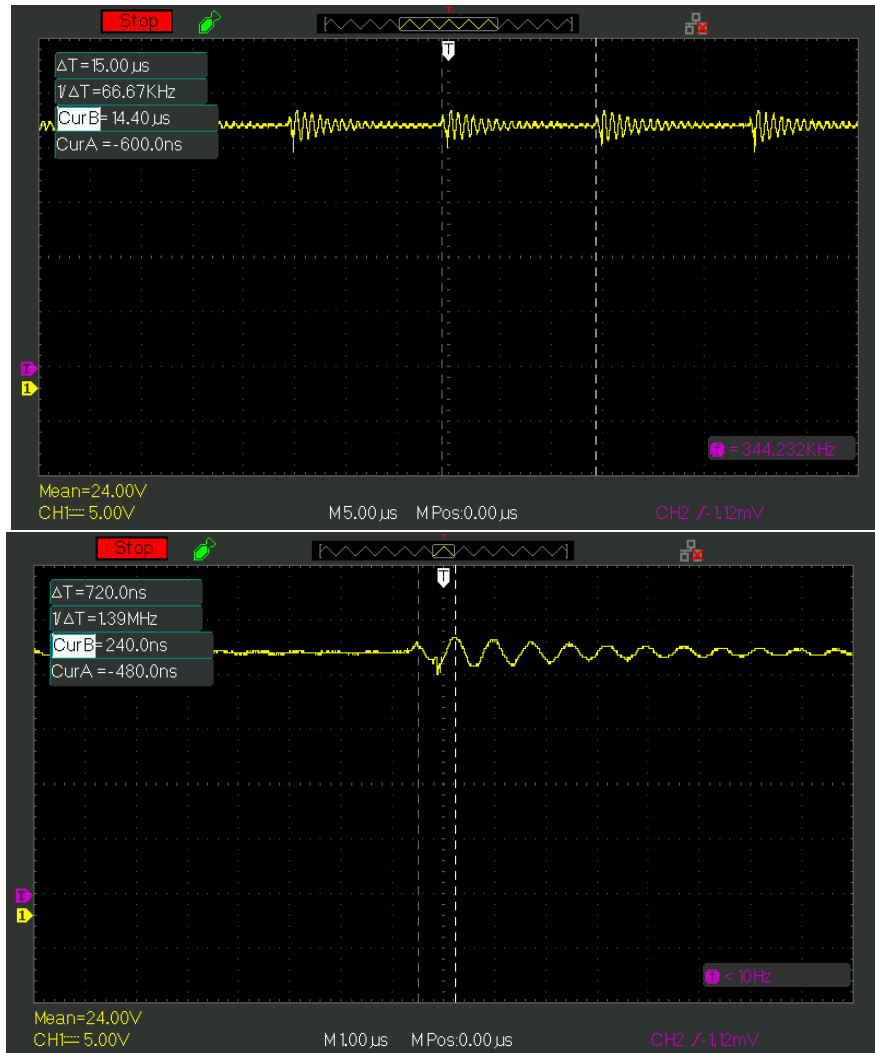 Stop
T
ΔT=15.00µs
1/ΔT=66.67KHz
CurB=14.40µs
CurA=-600.0ns
T
1
f = 344.232KHz
Mean=24.00V
CH1 5.00V M 5.00µs M Pos:0.00µs CH2 /-1.12mV
Stop
T
ΔT=720.0ns
1/ΔT=1.39MHz
CurB=240.0ns
CurA=-480.0ns
T
1
f < 10Hz
Mean=24.00V
CH1 5.00V M 1.00µs M Pos:0.00µs CH2 /-1.12mV